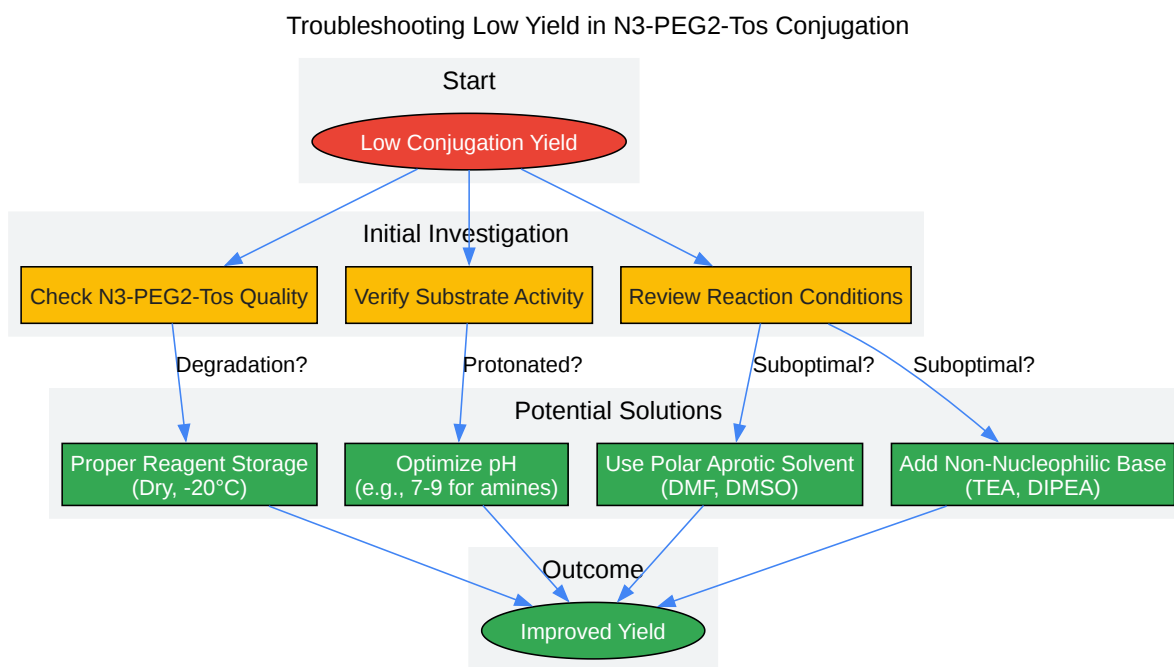 Troubleshooting Low Yield in N3-PEG2-Tos Conjugation
Start
Low Conjugation Yield
Initial Investigation
Check N3-PEG2-Tos Quality
Verify Substrate Activity
Review Reaction Conditions
Degradation?
Protonated?
Suboptimal?
Suboptimal?
Potential Solutions
Proper Reagent Storage
(Dry, -20°C)
Optimize pH
(e.g., 7-9 for amines)
Use Polar Aprotic Solvent
(DMF, DMSO)
Add Non-Nucleophilic Base
(TEA, DIPEA)
Outcome
Improved Yield